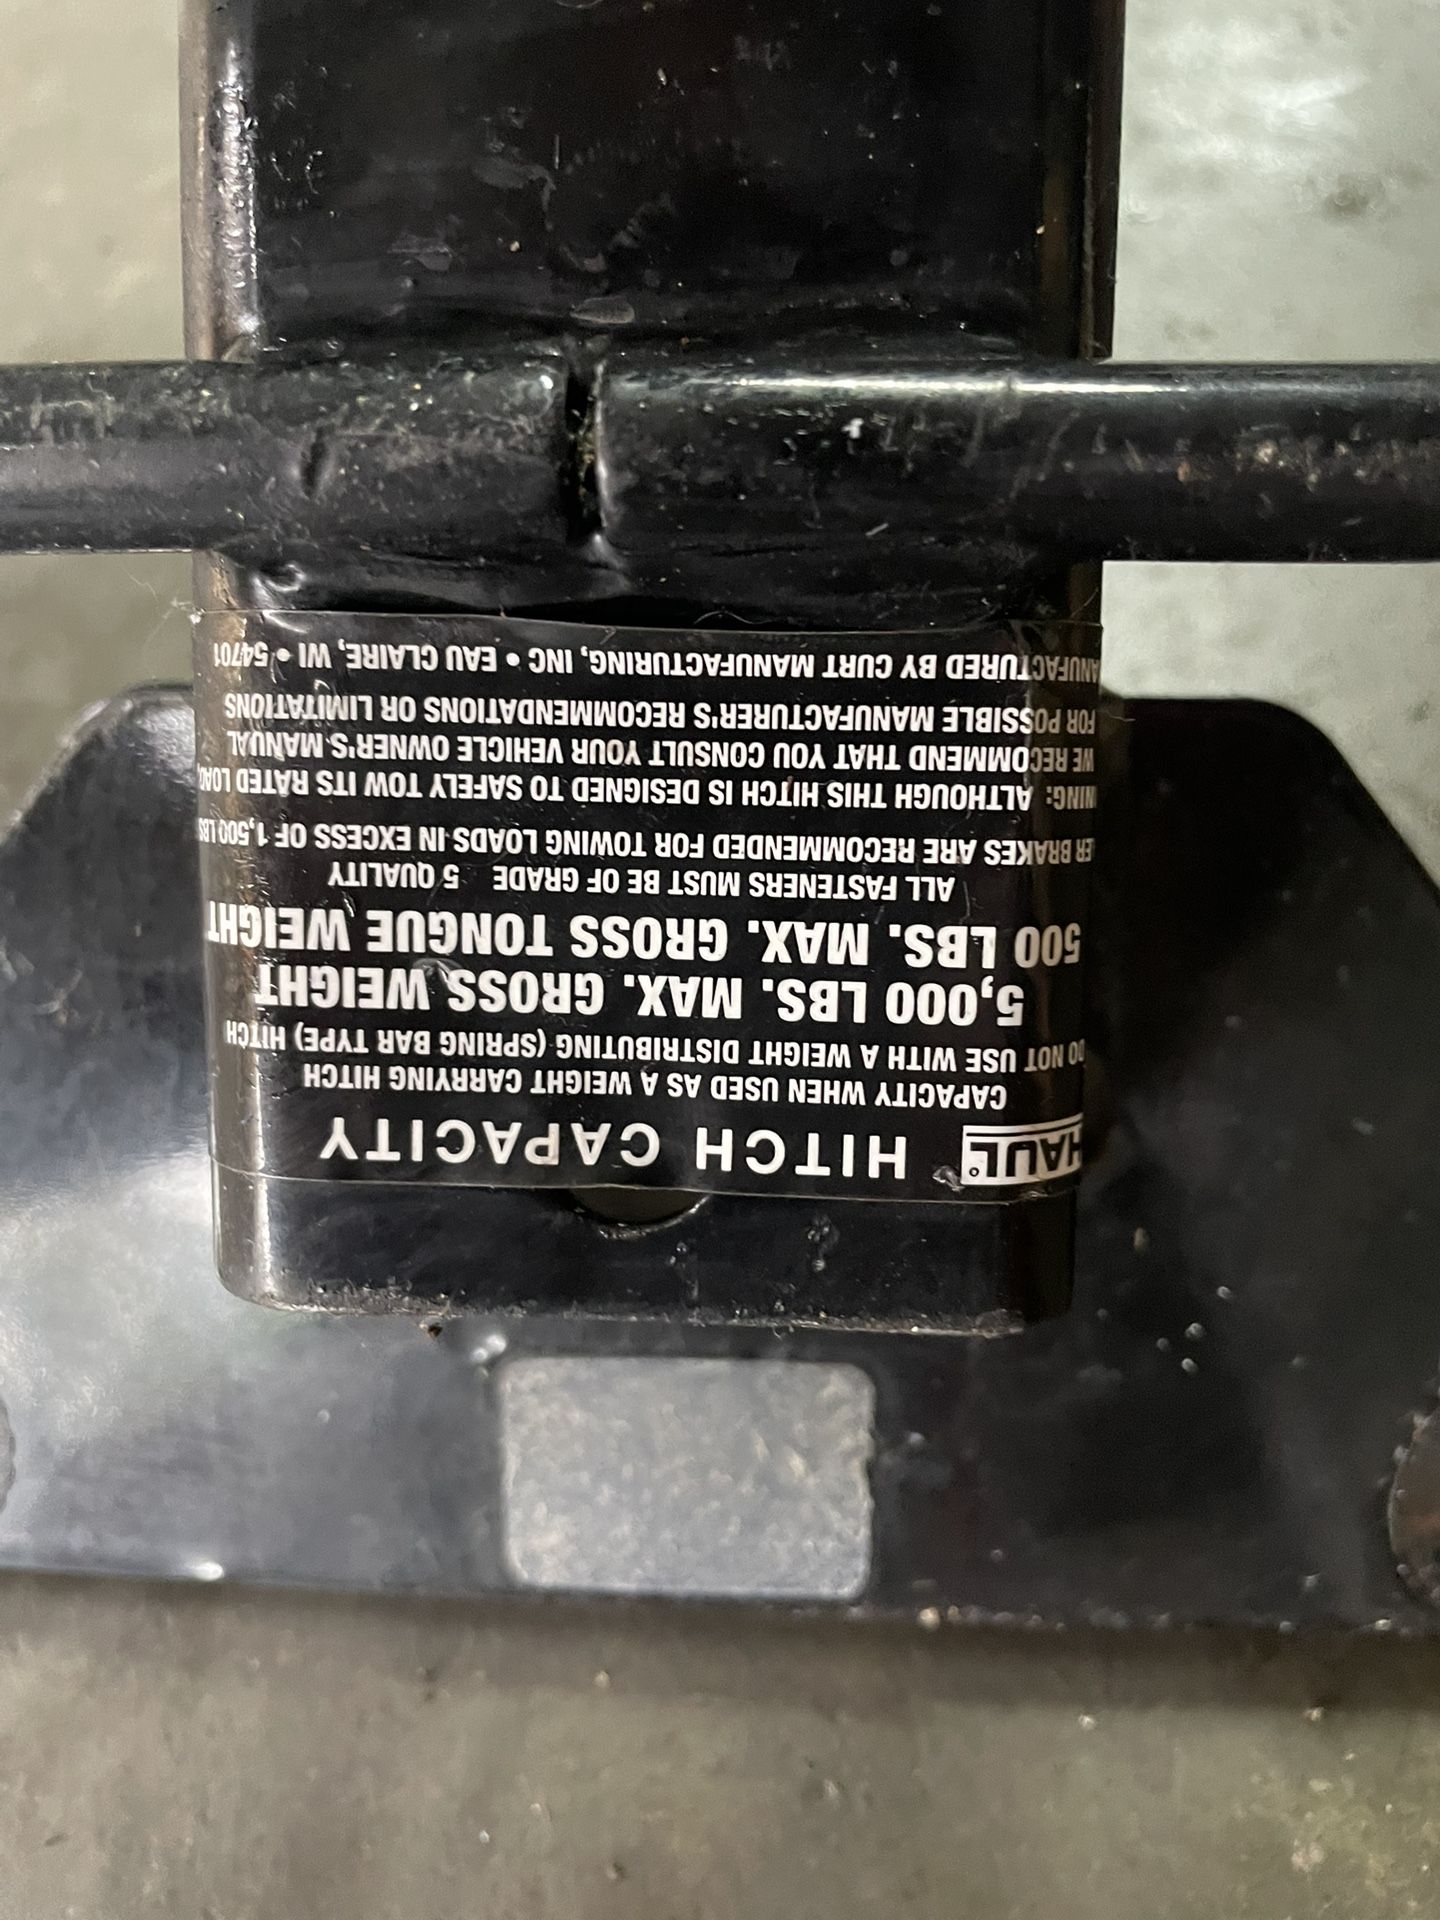 HAUL® HITCH CAPACITY
CAPACITY WHEN USED AS A WEIGHT CARRYING HITCH
DO NOT USE WITH A WEIGHT DISTRIBUTING (SPRING BAR TYPE) HITCH
5,000 LBS. MAX. GROSS WEIGHT
500 LBS. MAX. GROSS TONGUE WEIGHT
ALL FASTENERS MUST BE OF GRADE 5 QUALITY
ER BRAKES ARE RECOMMENDED FOR TOWING LOADS IN EXCESS OF 1,500 LBS
NING: ALTHOUGH THIS HITCH IS DESIGNED TO SAFELY TOW ITS RATED LOAD,
WE RECOMMEND THAT YOU CONSULT YOUR VEHICLE OWNER'S MANUAL
FOR POSSIBLE MANUFACTURER'S RECOMMENDATIONS OR LIMITATIONS
ANUFACTURED BY CURT MANUFACTURING, INC • EAU CLAIRE, WI • 54701